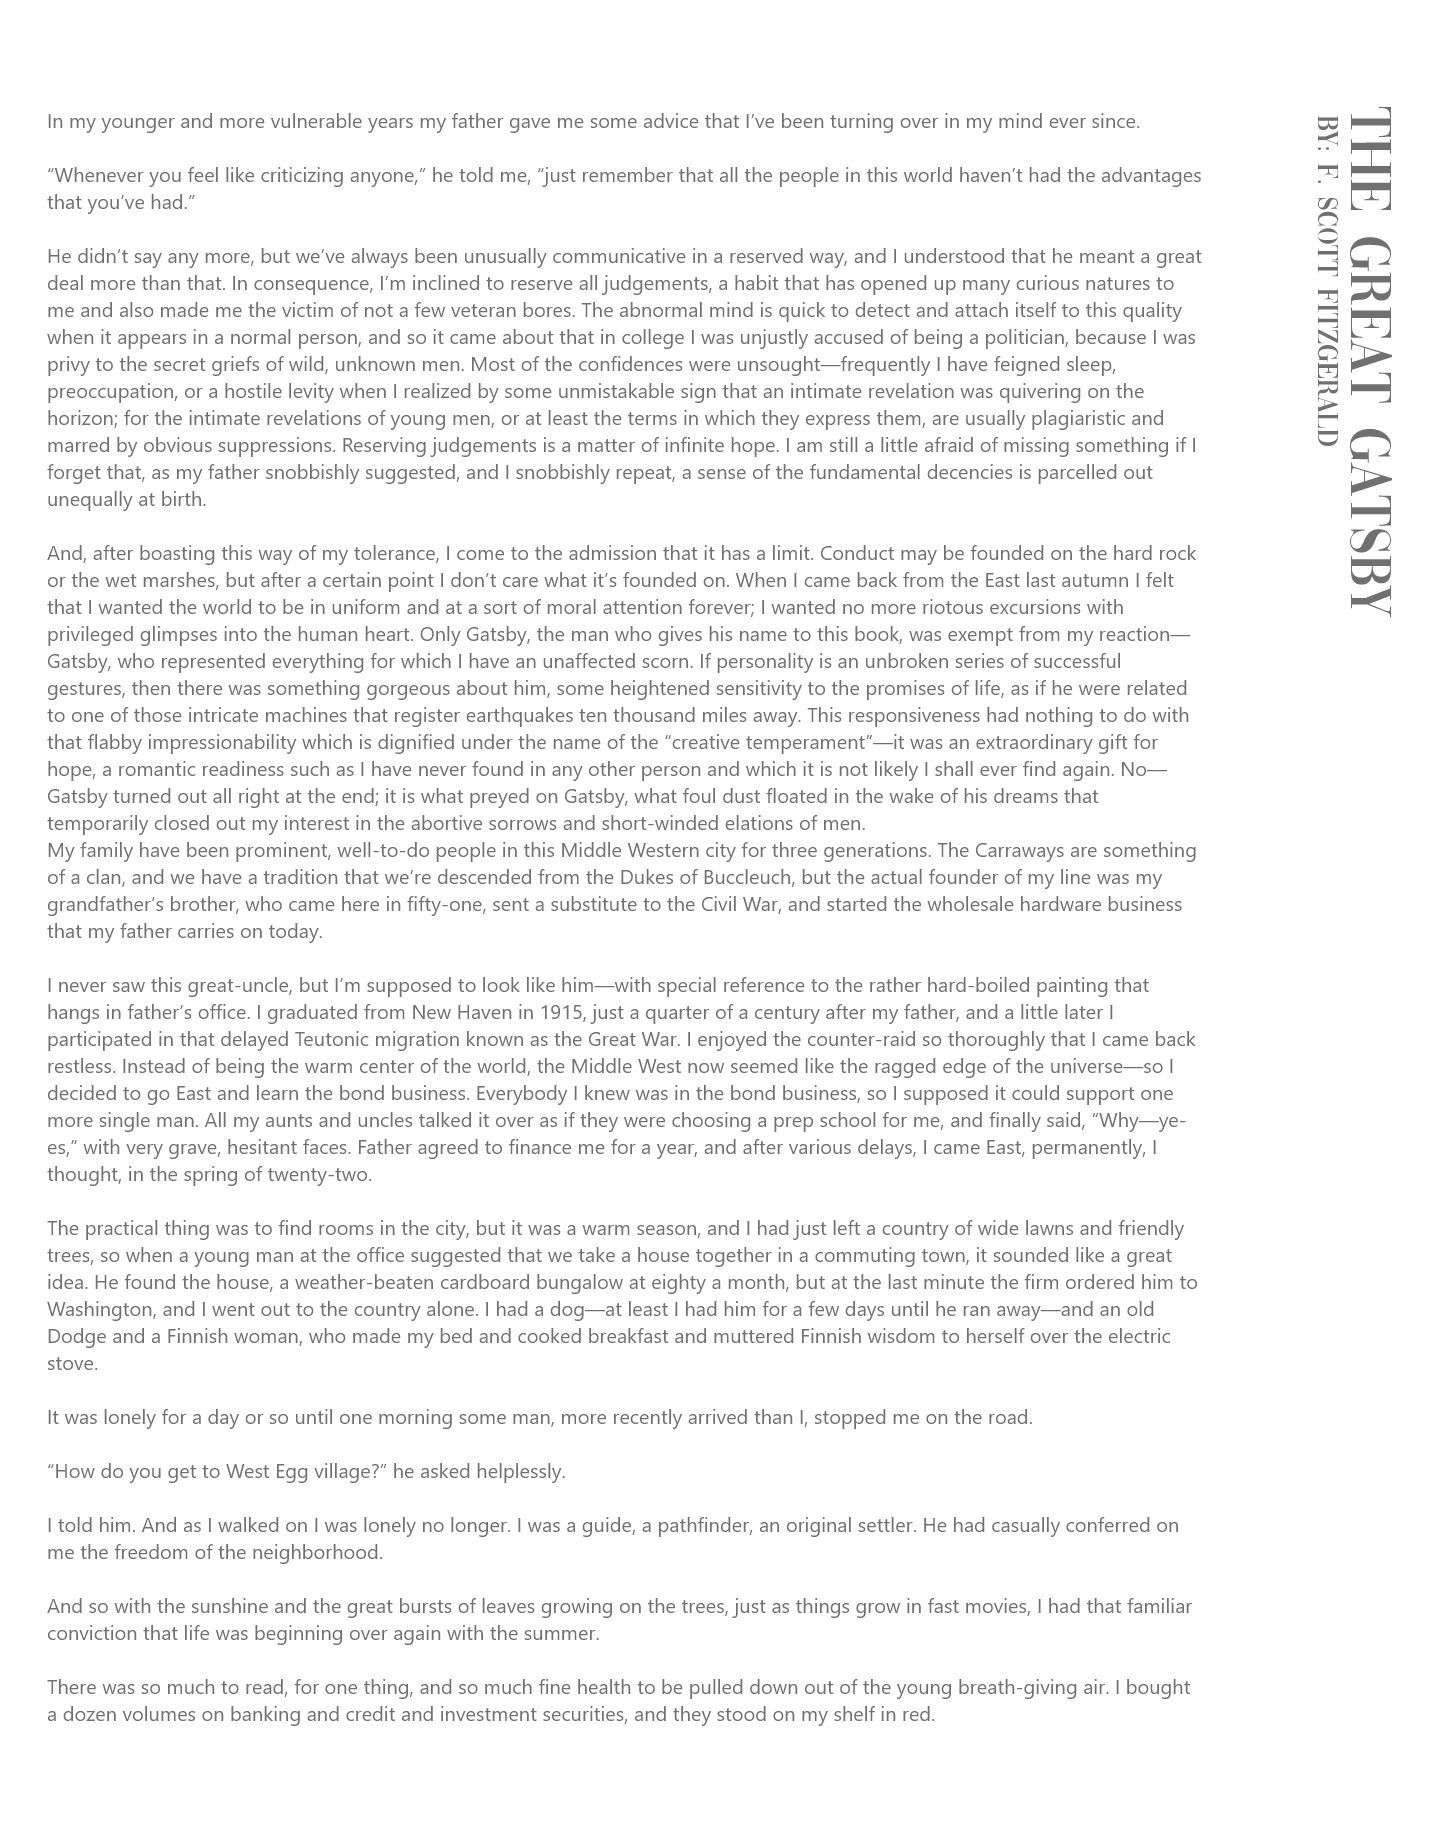 THE GREAT GATSBY
BY: F. SCOTT FITZGERALD
In my younger and more vulnerable years my father gave me some advice that I’ve been turning over in my mind ever since.
“Whenever you feel like criticizing anyone,” he told me, “just remember that all the people in this world haven’t had the advantages
that you’ve had.”
He didn’t say any more, but we’ve always been unusually communicative in a reserved way, and I understood that he meant a great
deal more than that. In consequence, I’m inclined to reserve all judgements, a habit that has opened up many curious natures to
me and also made me the victim of not a few veteran bores. The abnormal mind is quick to detect and attach itself to this quality
when it appears in a normal person, and so it came about that in college I was unjustly accused of being a politician, because I was
privy to the secret griefs of wild, unknown men. Most of the confidences were unsought—frequently I have feigned sleep,
preoccupation, or a hostile levity when I realized by some unmistakable sign that an intimate revelation was quivering on the
horizon; for the intimate revelations of young men, or at least the terms in which they express them, are usually plagiaristic and
marred by obvious suppressions. Reserving judgements is a matter of infinite hope. I am still a little afraid of missing something if I
forget that, as my father snobbishly suggested, and I snobbishly repeat, a sense of the fundamental decencies is parcelled out
unequally at birth.
And, after boasting this way of my tolerance, I come to the admission that it has a limit. Conduct may be founded on the hard rock
or the wet marshes, but after a certain point I don’t care what it’s founded on. When I came back from the East last autumn I felt
that I wanted the world to be in uniform and at a sort of moral attention forever; I wanted no more riotous excursions with
privileged glimpses into the human heart. Only Gatsby, the man who gives his name to this book, was exempt from my reaction—
Gatsby, who represented everything for which I have an unaffected scorn. If personality is an unbroken series of successful
gestures, then there was something gorgeous about him, some heightened sensitivity to the promises of life, as if he were related
to one of those intricate machines that register earthquakes ten thousand miles away. This responsiveness had nothing to do with
that flabby impressionability which is dignified under the name of the “creative temperament”—it was an extraordinary gift for
hope, a romantic readiness such as I have never found in any other person and which it is not likely I shall ever find again. No—
Gatsby turned out all right at the end; it is what preyed on Gatsby, what foul dust floated in the wake of his dreams that
temporarily closed out my interest in the abortive sorrows and short-winded elations of men.
My family have been prominent, well-to-do people in this Middle Western city for three generations. The Carraways are something
of a clan, and we have a tradition that we’re descended from the Dukes of Buccleuch, but the actual founder of my line was my
grandfather’s brother, who came here in fifty-one, sent a substitute to the Civil War, and started the wholesale hardware business
that my father carries on today.
I never saw this great-uncle, but I’m supposed to look like him—with special reference to the rather hard-boiled painting that
hangs in father’s office. I graduated from New Haven in 1915, just a quarter of a century after my father, and a little later I
participated in that delayed Teutonic migration known as the Great War. I enjoyed the counter-raid so thoroughly that I came back
restless. Instead of being the warm center of the world, the Middle West now seemed like the ragged edge of the universe—so I
decided to go East and learn the bond business. Everybody I knew was in the bond business, so I supposed it could support one
more single man. All my aunts and uncles talked it over as if they were choosing a prep school for me, and finally said, “Why—ye-
es,” with very grave, hesitant faces. Father agreed to finance me for a year, and after various delays, I came East, permanently, I
thought, in the spring of twenty-two.
The practical thing was to find rooms in the city, but it was a warm season, and I had just left a country of wide lawns and friendly
trees, so when a young man at the office suggested that we take a house together in a commuting town, it sounded like a great
idea. He found the house, a weather-beaten cardboard bungalow at eighty a month, but at the last minute the firm ordered him to
Washington, and I went out to the country alone. I had a dog—at least I had him for a few days until he ran away—and an old
Dodge and a Finnish woman, who made my bed and cooked breakfast and muttered Finnish wisdom to herself over the electric
stove.
It was lonely for a day or so until one morning some man, more recently arrived than I, stopped me on the road.
“How do you get to West Egg village?” he asked helplessly.
I told him. And as I walked on I was lonely no longer. I was a guide, a pathfinder, an original settler. He had casually conferred on
me the freedom of the neighborhood.
And so with the sunshine and the great bursts of leaves growing on the trees, just as things grow in fast movies, I had that familiar
conviction that life was beginning over again with the summer.
There was so much to read, for one thing, and so much fine health to be pulled down out of the young breath-giving air. I bought
a dozen volumes on banking and credit and investment securities, and they stood on my shelf in red.